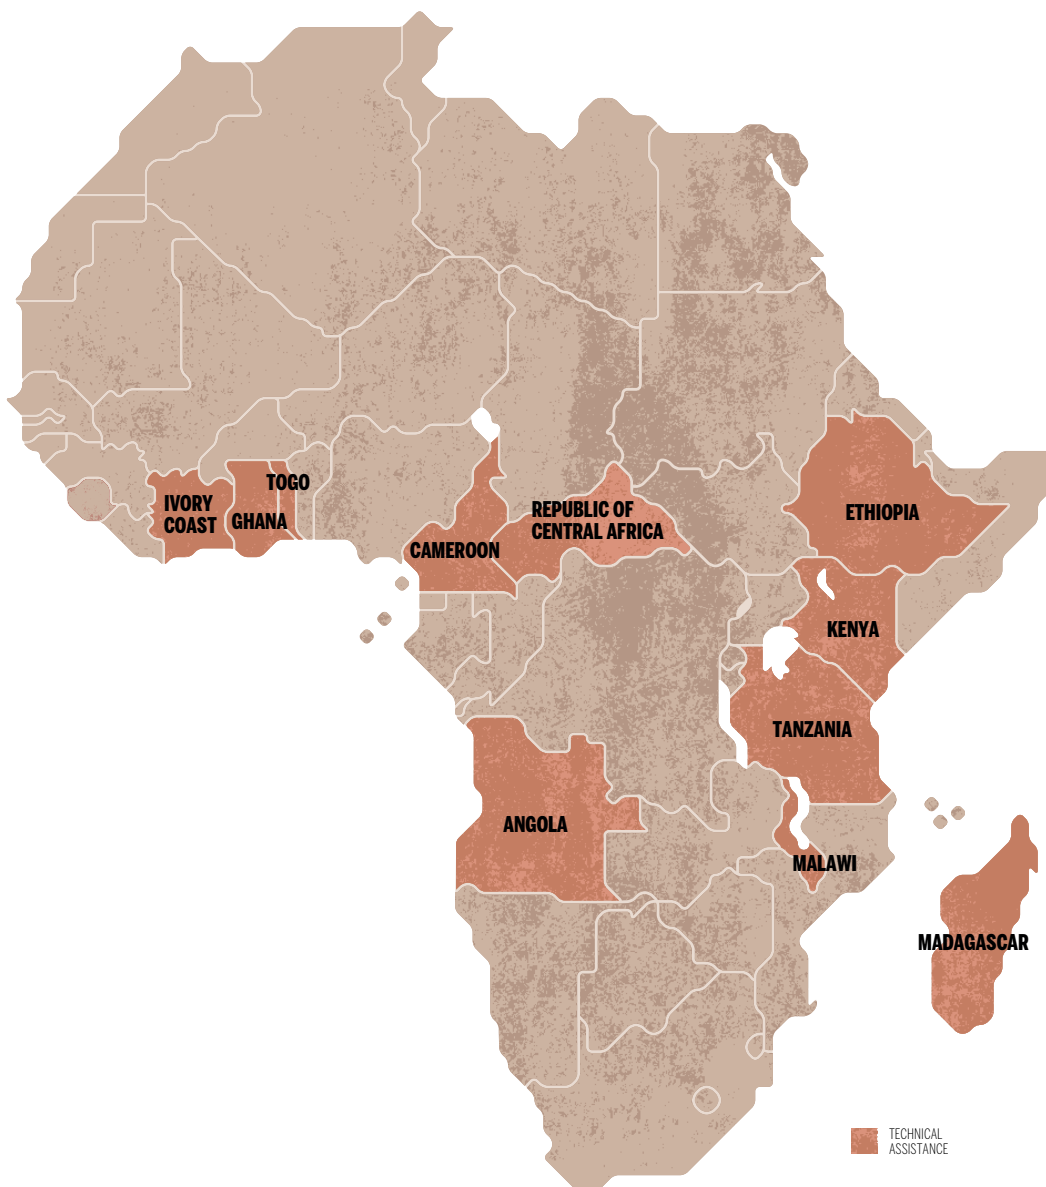 TOGO
IVORY
COAST
GHANA
REPUBLIC OF
CENTRAL AFRICA
CAMEROON
ETHIOPIA
KENYA
TANZANIA
ANGOLA
MALAWI
MADAGASCAR
TECHNICAL
ASSISTANCE